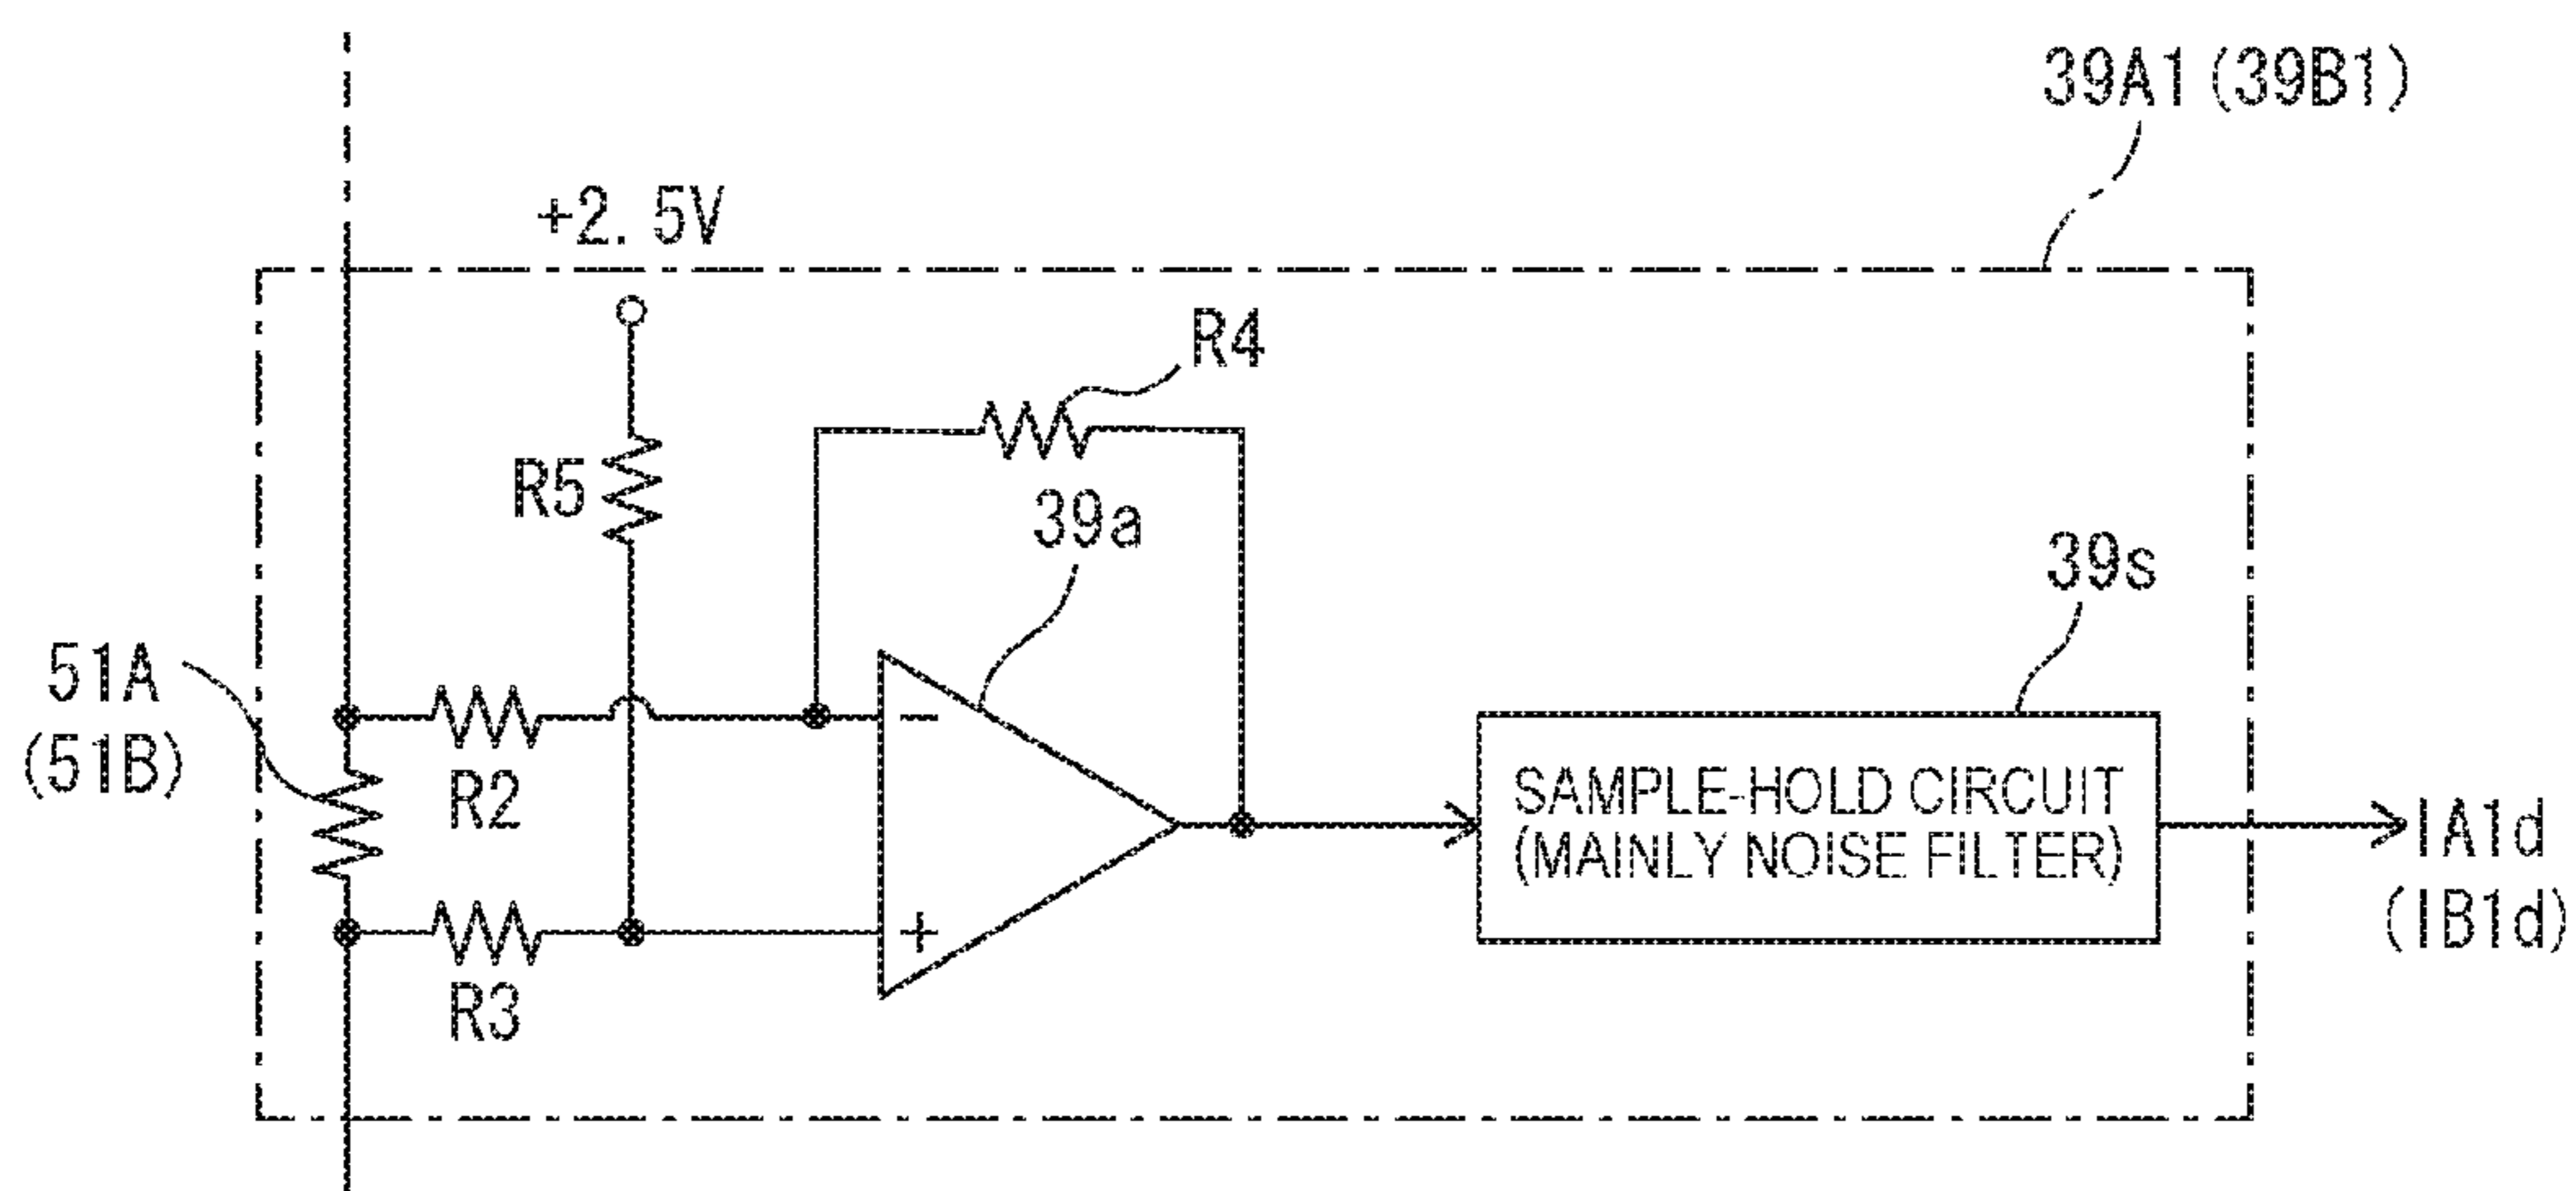 39A1 (39B1)
+2. 5V
R4
R5
39a
39s
51A
(51B)
R2
-
SAMPLE-HOLD CIRCUIT
(MAINLY NOISE FILTER)
IA1d
(IB1d)
+
R3